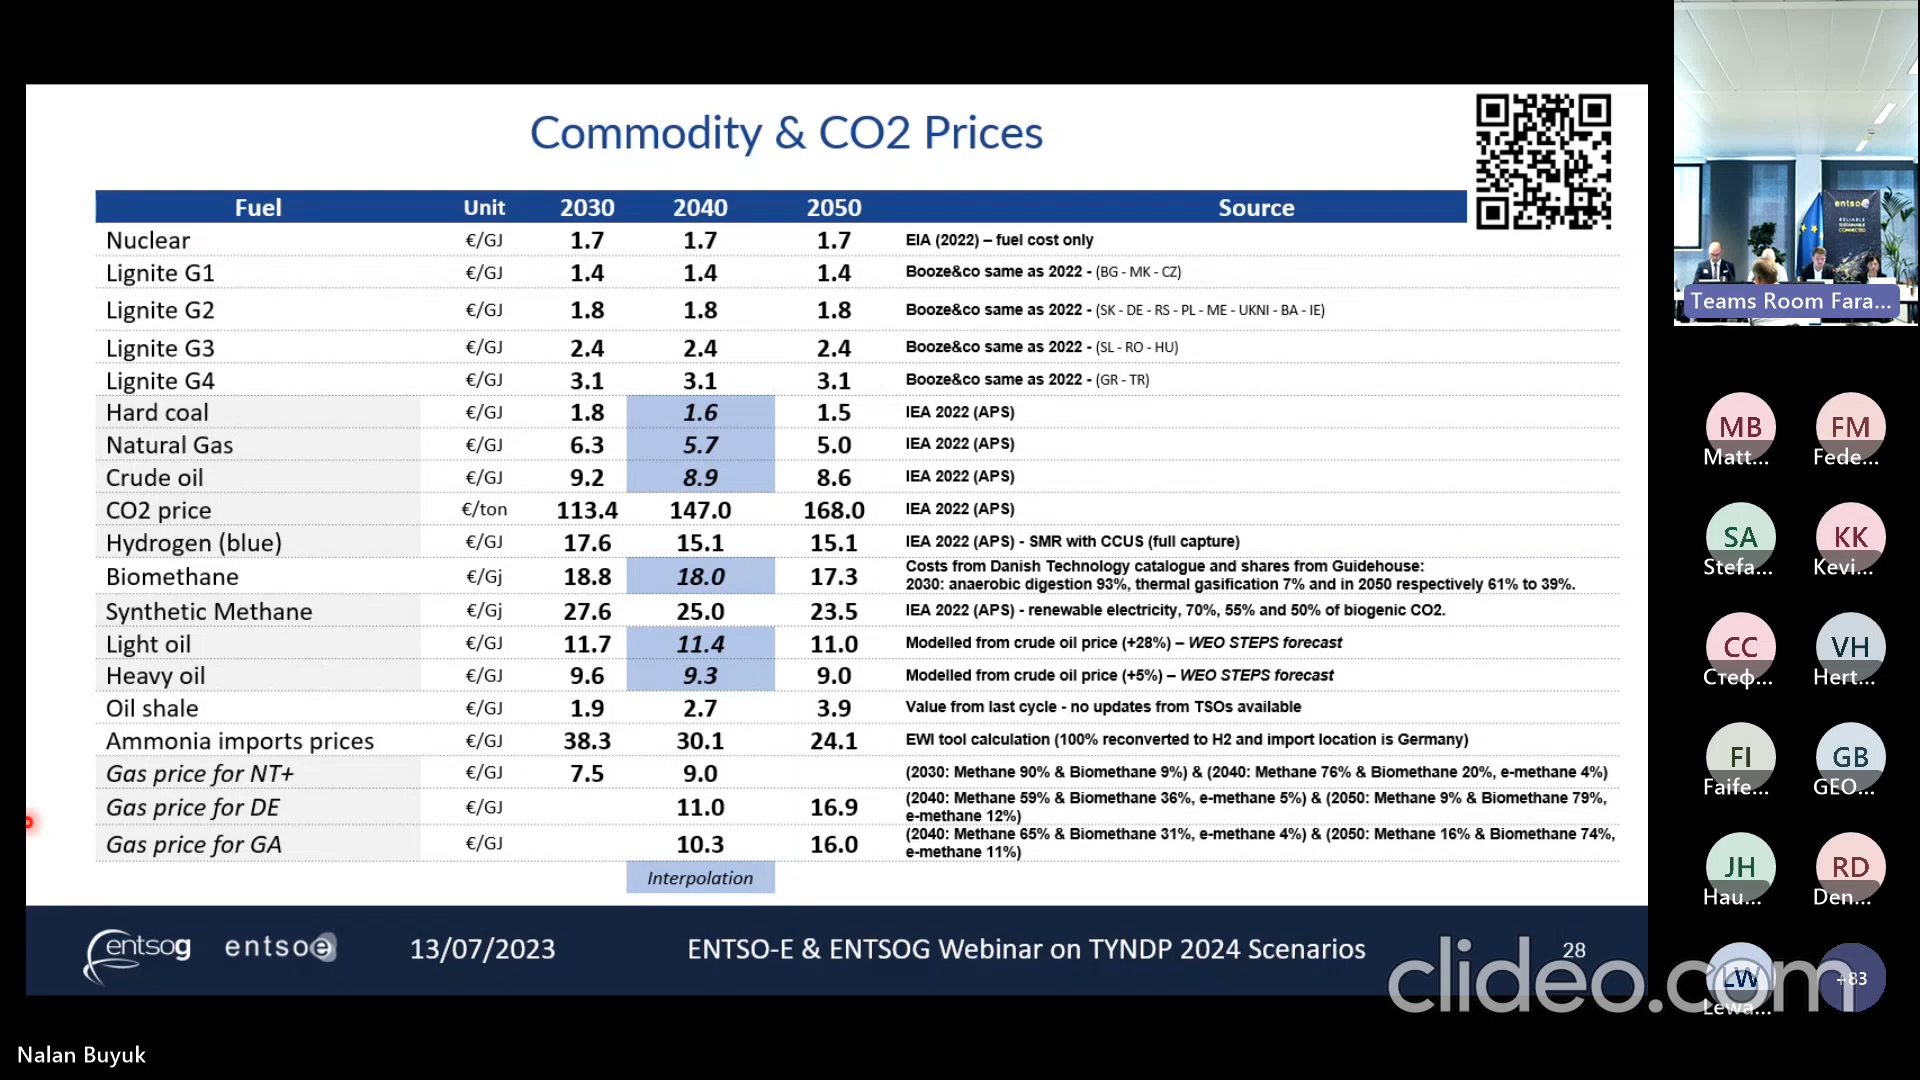 Commodity & CO2 Prices
Fuel Unit 2030 2040 2050 Source
Nuclear €/GJ 1.7 1.7 1.7 EIA (2022) – fuel cost only
Lignite G1 €/GJ 1.4 1.4 1.4 Booze&co same as 2022 - (BG - MK - CZ)
Lignite G2 €/GJ 1.8 1.8 1.8 Booze&co same as 2022 - (SK - DE - RS - PL - ME - UKNI - BA - IE)
Lignite G3 €/GJ 2.4 2.4 2.4 Booze&co same as 2022 - (SL - RO - HU)
Lignite G4 €/GJ 3.1 3.1 3.1 Booze&co same as 2022 - (GR - TR)
Hard coal €/GJ 1.8 1.6 1.5 IEA 2022 (APS)
Natural Gas €/GJ 6.3 5.7 5.0 IEA 2022 (APS)
Crude oil €/GJ 9.2 8.9 8.6 IEA 2022 (APS)
CO2 price €/ton 113.4 147.0 168.0 IEA 2022 (APS)
Hydrogen (blue) €/GJ 17.6 15.1 15.1 IEA 2022 (APS) - SMR with CCUS (full capture)
Biomethane €/Gj 18.8 18.0 17.3 Costs from Danish Technology catalogue and shares from Guidehouse:
2030: anaerobic digestion 93%, thermal gasification 7% and in 2050 respectively 61% to 39%.
Synthetic Methane €/Gj 27.6 25.0 23.5 IEA 2022 (APS) - renewable electricity, 70%, 55% and 50% of biogenic CO2.
Light oil €/GJ 11.7 11.4 11.0 Modelled from crude oil price (+28%) – WEO STEPS forecast
Heavy oil €/GJ 9.6 9.3 9.0 Modelled from crude oil price (+5%) – WEO STEPS forecast
Oil shale €/GJ 1.9 2.7 3.9 Value from last cycle - no updates from TSOs available
Ammonia imports prices €/GJ 38.3 30.1 24.1 EWI tool calculation (100% reconverted to H2 and import location is Germany)
Gas price for NT+ €/GJ 7.5 9.0 (2030: Methane 90% & Biomethane 9%) & (2040: Methane 76% & Biomethane 20%, e-methane 4%)
Gas price for DE €/GJ 11.0 16.9 (2040: Methane 59% & Biomethane 36%, e-methane 5%) & (2050: Methane 9% & Biomethane 79%,
e-methane 12%)
Gas price for GA €/GJ 10.3 16.0 (2040: Methane 65% & Biomethane 31%, e-methane 4%) & (2050: Methane 16% & Biomethane 74%,
e-methane 11%)
Interpolation
entsog entsoe 13/07/2023 ENTSO-E & ENTSOG Webinar on TYNDP 2024 Scenarios 28
clideo.com
Nalan Buyuk
entsoe
RELIABLE
SUSTAINABLE
CONNECTED
Teams Room Fara...
MB FM
Matt... Fede...
SA KK
Stefa... Kevi...
CC VH
Стеф... Hert...
FI GB
Faife... GEO...
JH RD
Hau... Den...
LW +83
Lewa...